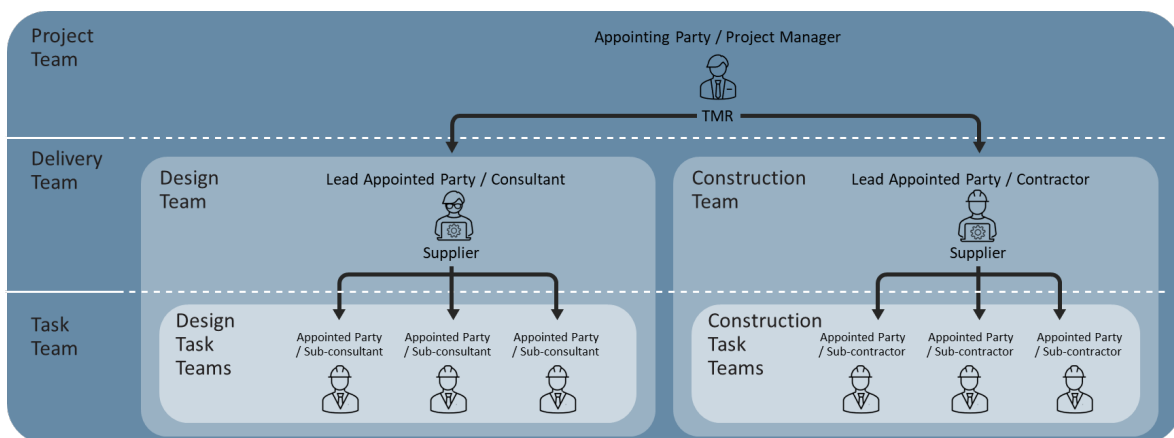 Project
Team
Appointing Party / Project Manager
TMR
Delivery
Team
Design
Team
Lead Appointed Party / Consultant
Supplier
Construction
Team
Lead Appointed Party / Contractor
Supplier
Task
Team
Design
Task
Teams
Appointed Party
/ Sub-consultant
Appointed Party
/ Sub-consultant
Appointed Party
/ Sub-consultant
Construction
Task
Teams
Appointed Party
/ Sub-contractor
Appointed Party
/ Sub-contractor
Appointed Party
/ Sub-contractor